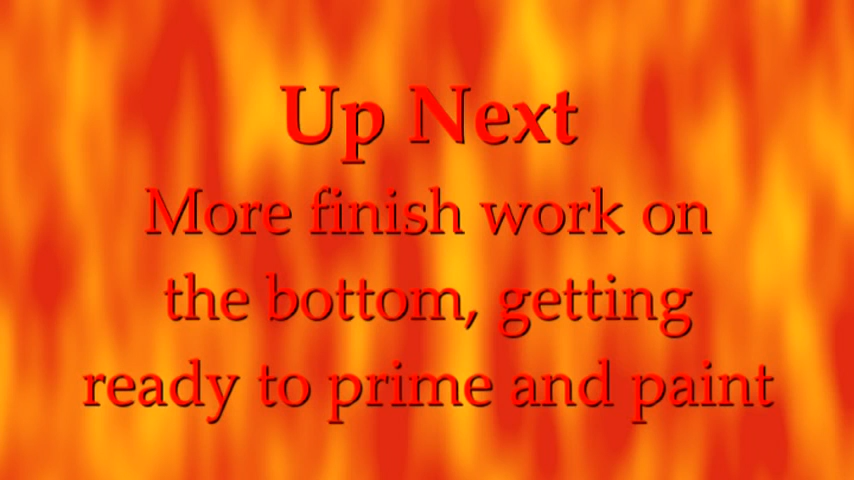 Up Next
More finish work on
the bottom, getting
ready to prime and paint